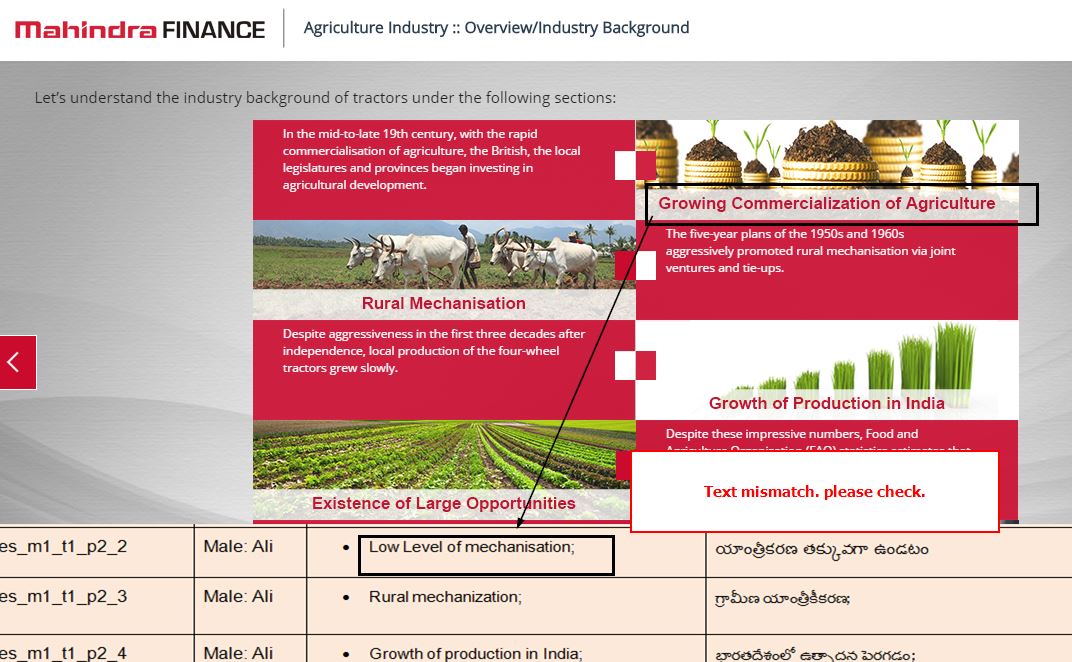 Mahindra FINANCE
Agriculture Industry :: Overview/Industry Background
Let's understand the industry background of tractors under the following sections:
In the mid-to-late 19th century, with the rapid
commercialisation of agriculture, the British, the local
legislatures and provinces began investing in
agricultural development.
Growing Commercialization of Agriculture
The five-year plans of the 1950s and 1960s
aggressively promoted rural mechanisation via joint
ventures and tie-ups.
Rural Mechanisation
Despite aggressiveness in the first three decades after
independence, local production of the four-wheel
tractors grew slowly.
Growth of Production in India
Despite these impressive numbers, Food and
Agriculture Organisation (FAO) statistics estimates that
Existence of Large Opportunities
Text mismatch. please check.
es_m1_t1_p2_2
Male: Ali
• Low Level of mechanisation;
యాంత్రికరణ తక్కువగా ఉండటం
es_m1_t1_p2_3
Male: Ali
• Rural mechanization;
గ్రామీణ యాంత్రీకీకరణ;
es_m1_t1_p2_4
Male: Ali
• Growth of production in India;
భారతదేశంలో ఉత్పాదన పెరగడం;